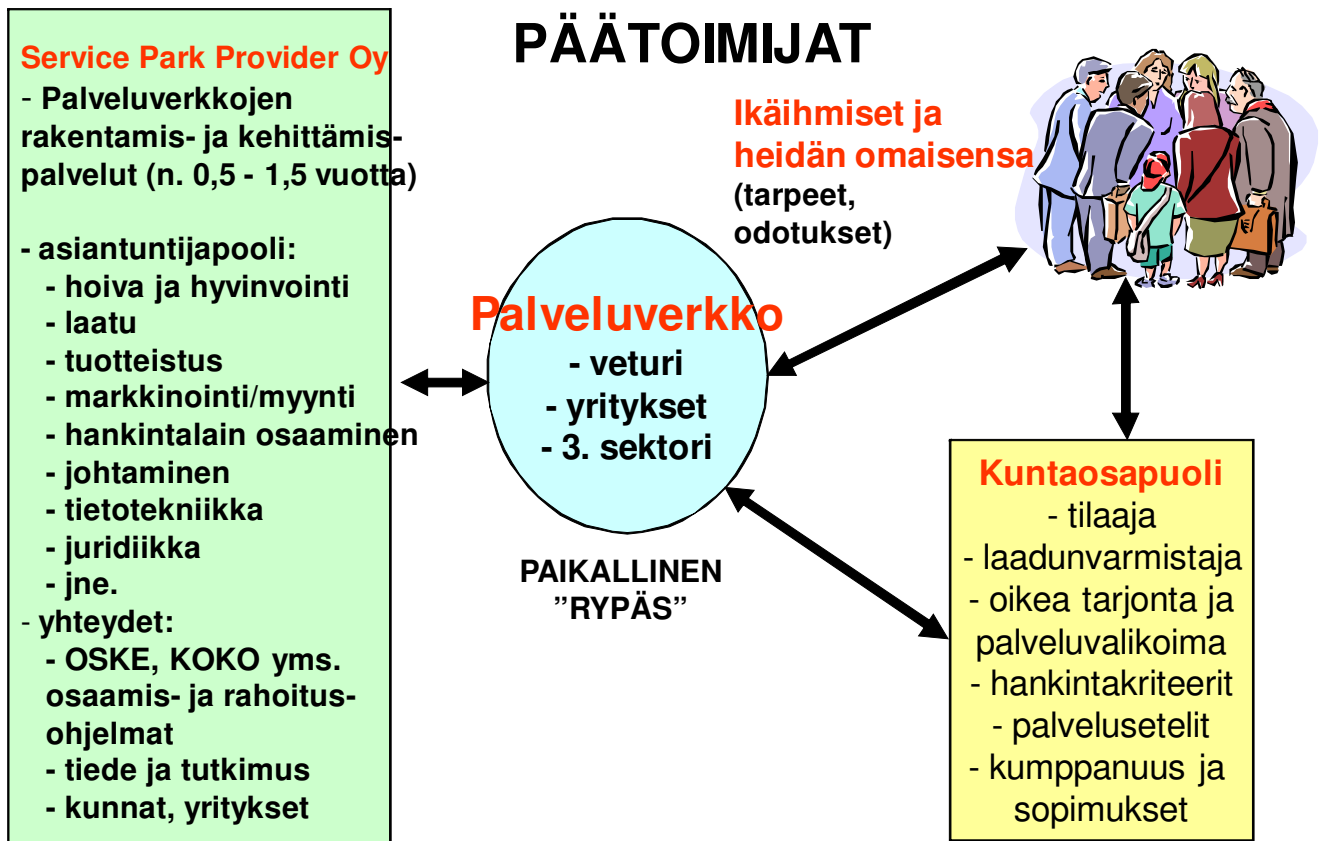 PÄÄTOIMIJAT
Service Park Provider Oy
- Palveluverkkojen
rakentamis- ja kehittämis-
palvelut (n. 0,5 - 1,5 vuotta)
- asiantuntijapooli:
- hoiva ja hyvinvointi
- laatu
- tuotteistus
- markkinointi/myynti
- hankintalain osaaminen
- johtaminen
- tietotekniikka
- juridiikka
- jne.
- yhteydet:
- OSKE, KOKO yms.
osaamis- ja rahoitus-
ohjelmat
- tiede ja tutkimus
- kunnat, yritykset
Palveluverkko
- veturi
- yritykset
- 3. sektori
PAIKALLINEN
”RYPÄS”
Ikäihmiset ja
heidän omaisensa
(tarpeet,
odotukset)
Kuntaosapuoli
- tilaaja
- laadunvarmistaja
- oikea tarjonta ja
palveluvalikoima
- hankintakriteerit
- palvelusetelit
- kumppanuus ja
sopimukset